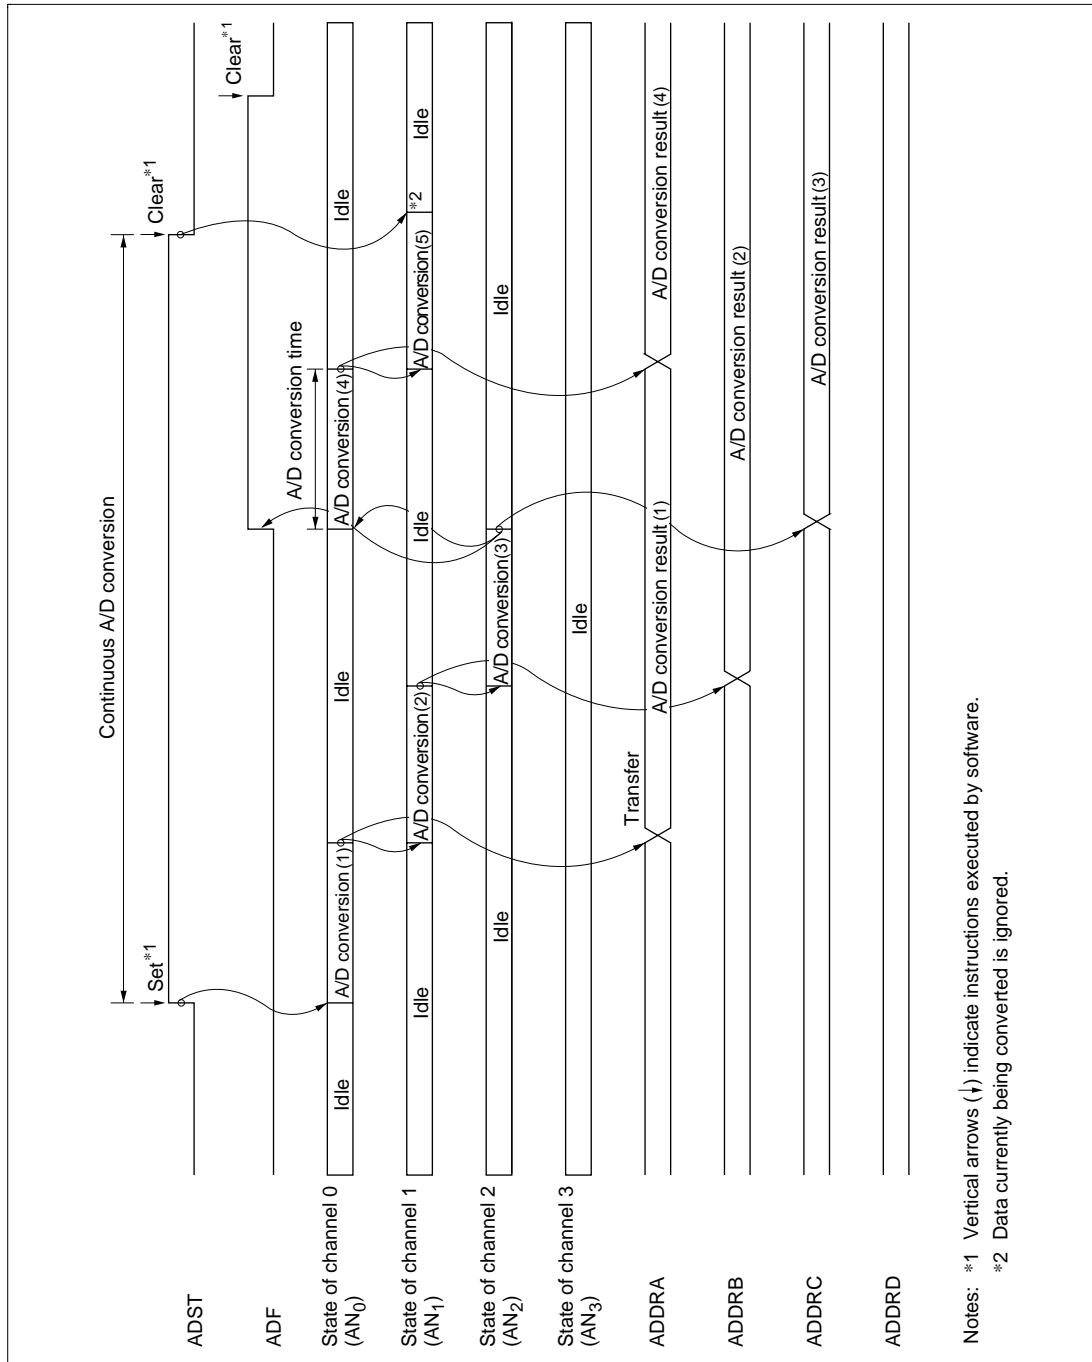 Continuous A/D conversion
Set*1
Clear*1
Clear*1
ADST
ADF
A/D conversion time
State of channel 0
(AN0)
Idle
A/D conversion (1)
Idle
A/D conversion (4)
Idle
State of channel 1
(AN1)
Idle
A/D conversion (2)
Idle
A/D conversion (5)
*2
Idle
State of channel 2
(AN2)
Idle
A/D conversion (3)
Idle
State of channel 3
(AN3)
Idle
Transfer
ADDRA
A/D conversion result (1)
A/D conversion result (4)
ADDRB
A/D conversion result (2)
ADDRC
A/D conversion result (3)
ADDRD
Notes: *1 Vertical arrows (↓) indicate instructions executed by software.
*2 Data currently being converted is ignored.